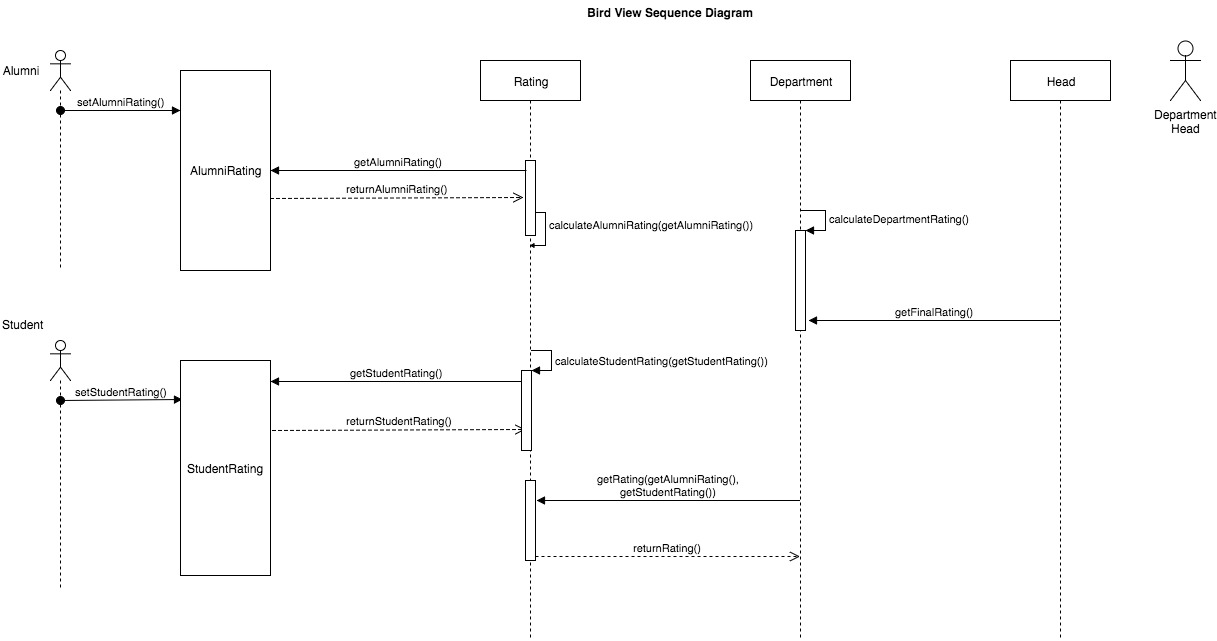 Bird View Sequence Diagram
Alumni
Rating
Department
Head
Department
Head
setAlumniRating()
AlumniRating
getAlumniRating()
returnAlumniRating()
calculateAlumniRating(getAlumniRating())
calculateDepartmentRating()
getFinalRating()
Student
calculateStudentRating(getStudentRating())
getStudentRating()
setStudentRating()
returnStudentRating()
StudentRating
getRating(getAlumniRating(),
getStudentRating())
returnRating()